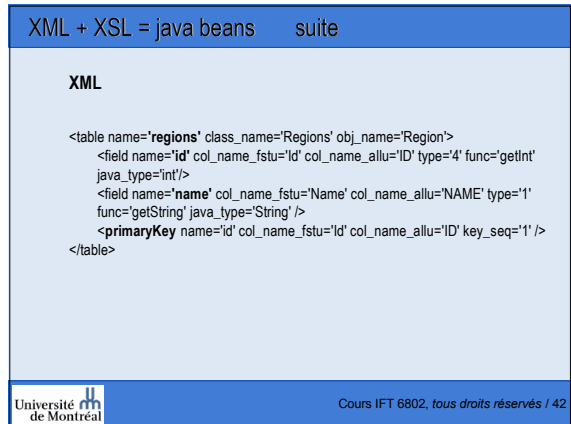 XML + XSL = java beans suite
XML
<table name='regions' class_name='Regions' obj_name='Region'>
<field name='id' col_name_fstu='Id' col_name_allu='ID' type='4' func='getInt'
java_type='int'/>
<field name='name' col_name_fstu='Name' col_name_allu='NAME' type='1'
func='getString' java_type='String' />
<primaryKey name='id' col_name_fstu='Id' col_name_allu='ID' key_seq='1' />
</table>
Université
de Montréal
Cours IFT 6802, tous droits réservés / 42